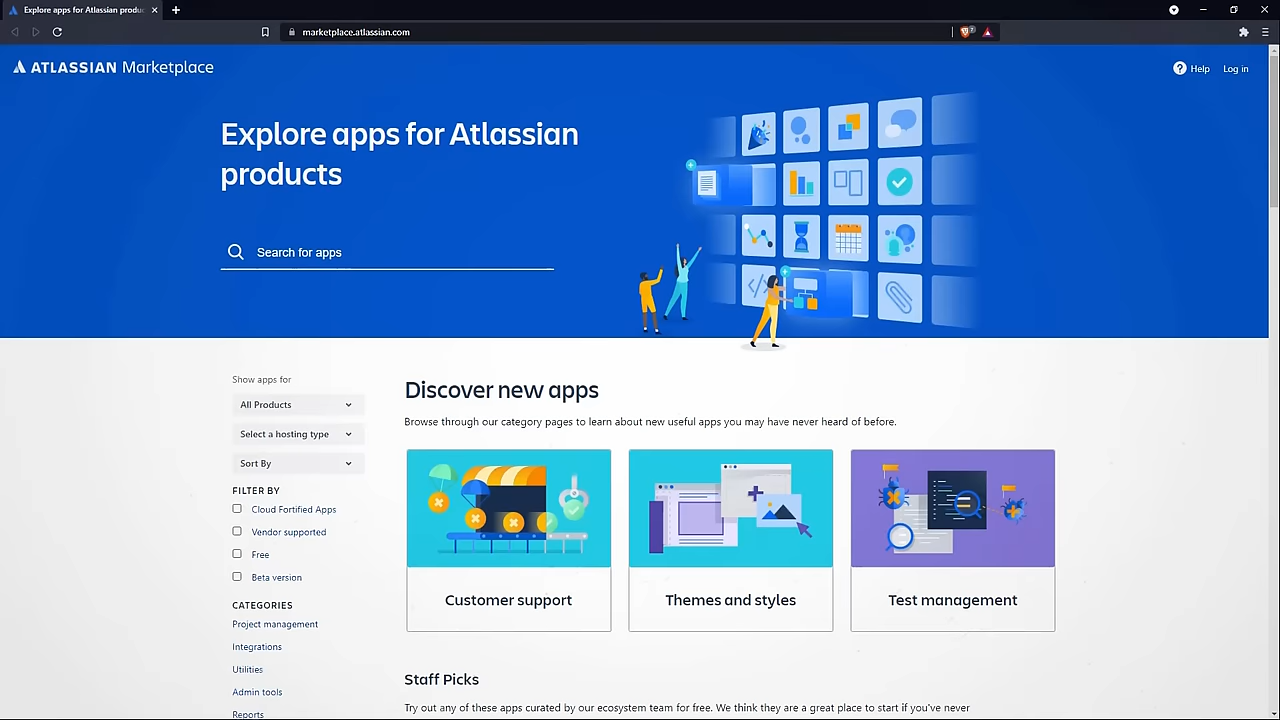 Explore apps for Atlassian produc
marketplace.atlassian.com
ATLASSIAN Marketplace
Help
Log in
Explore apps for Atlassian
products
Search for apps
Show apps for
All Products
Select a hosting type
Sort By
FILTER BY
Cloud Fortified Apps
Vendor supported
Free
Beta version
CATEGORIES
Project management
Integrations
Utilities
Admin tools
Reports
Discover new apps
Browse through our category pages to learn about new useful apps you may have never heard of before.
Customer support
Themes and styles
Test management
Staff Picks
Try out any of these apps curated by our ecosystem team for free. We think they are a great place to start if you've never